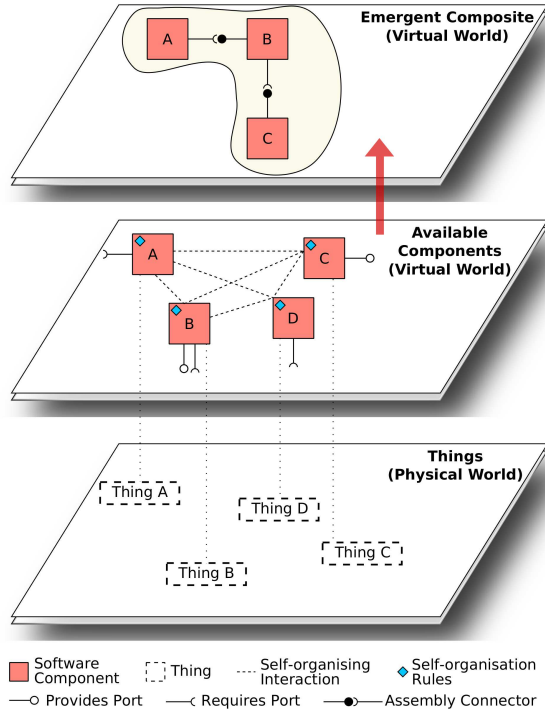 Emergent Composite
(Virtual World)
A
B
C
Available
Components
(Virtual World)
A
C
B
D
Things
(Physical World)
Thing A
Thing D
Thing C
Thing B
Software
Component
Thing
Self-organising
Interaction
Self-organisation
Rules
Provides Port
Requires Port
Assembly Connector